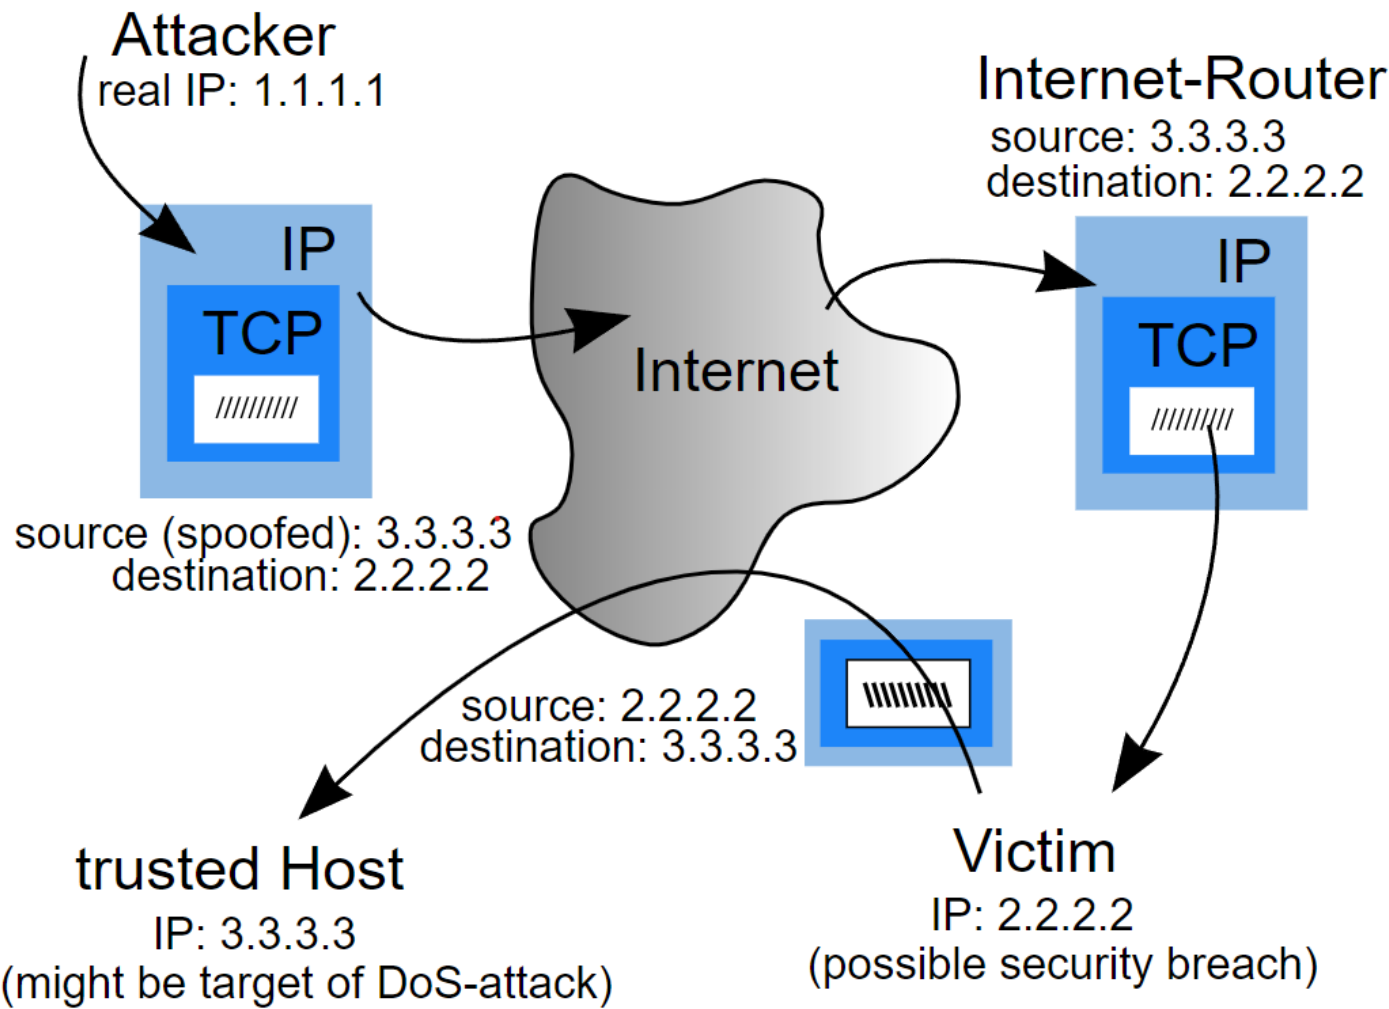 Attacker
real IP: 1.1.1.1
Internet-Router
source: 3.3.3.3
destination: 2.2.2.2
IP
TCP
//////////
source (spoofed): 3.3.3.3
destination: 2.2.2.2
Internet
IP
TCP
//////////
source: 2.2.2.2
destination: 3.3.3.3
\\\\\\\\\\
trusted Host
IP: 3.3.3.3
(might be target of DoS-attack)
Victim
IP: 2.2.2.2
(possible security breach)